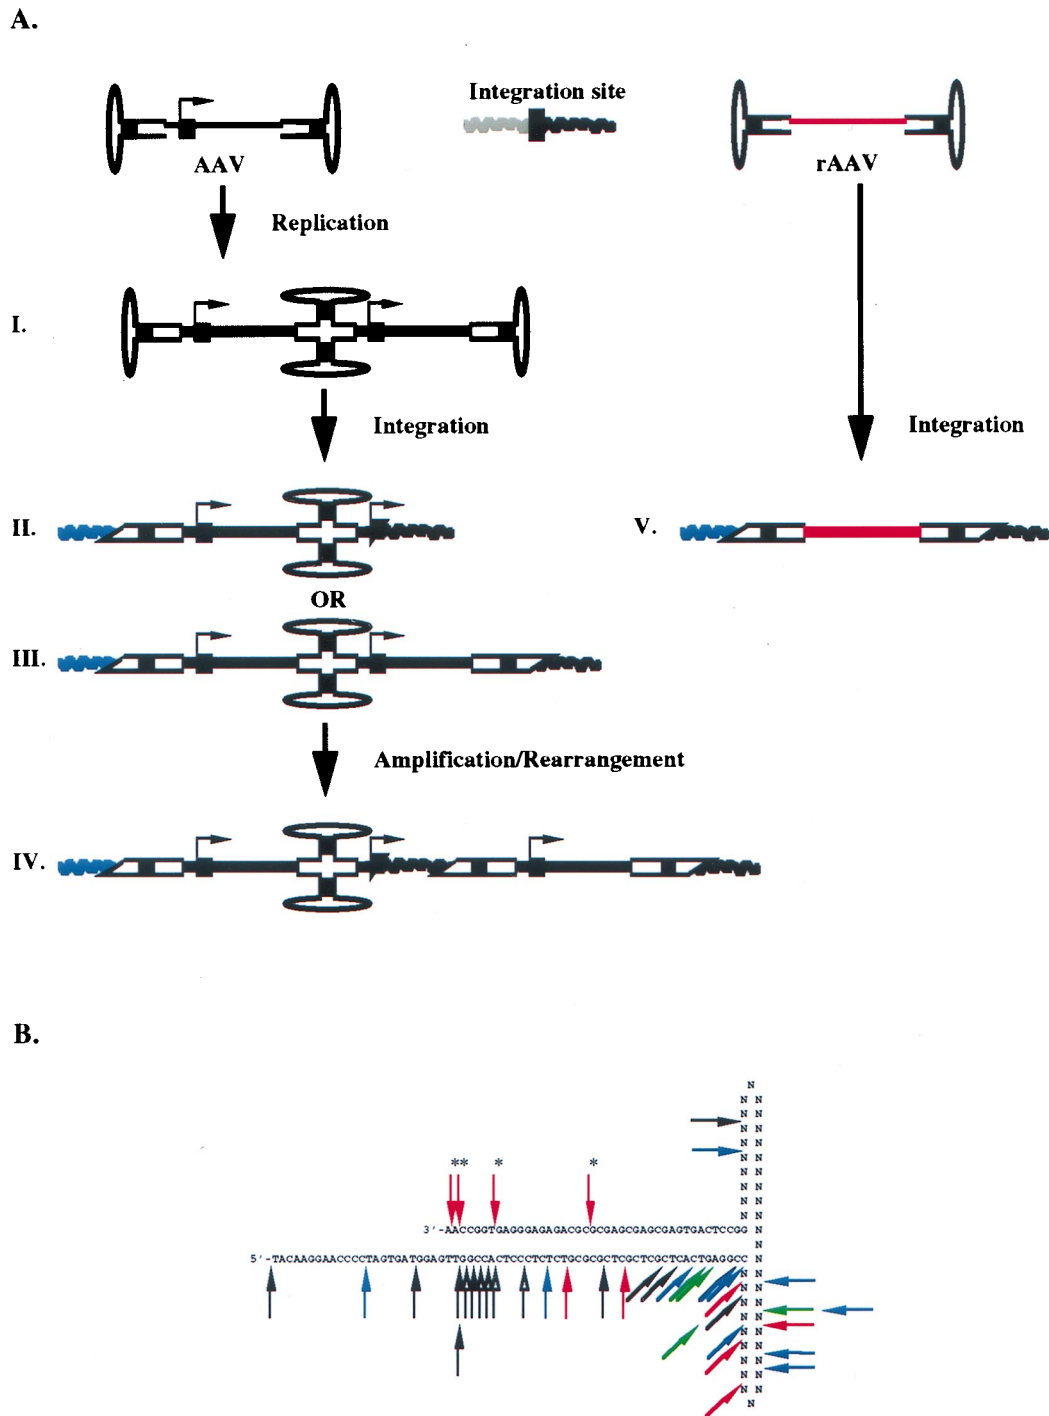 A.
Integration site
AAV
rAAV
Replication
I.
Integration
Integration
II.
V.
OR
III.
Amplification/Rearrangement
IV.
B.
N
N N
N N
N N
N N
** * *
N N
N N
N N
N N
N N
3'-AACCGGTGAGGGAGAGACGCGCGAGCGAGCGAGTGACTCCGG N
N
5'-TACAAGGAACCCCTAGTGATGGAGTTGGCCACTCCCTCTCTGCGCGCTCGCTCGCTCACTGAGGCC N
N N
N N
N N
N N
N N
N N
N N
N N
N N
N